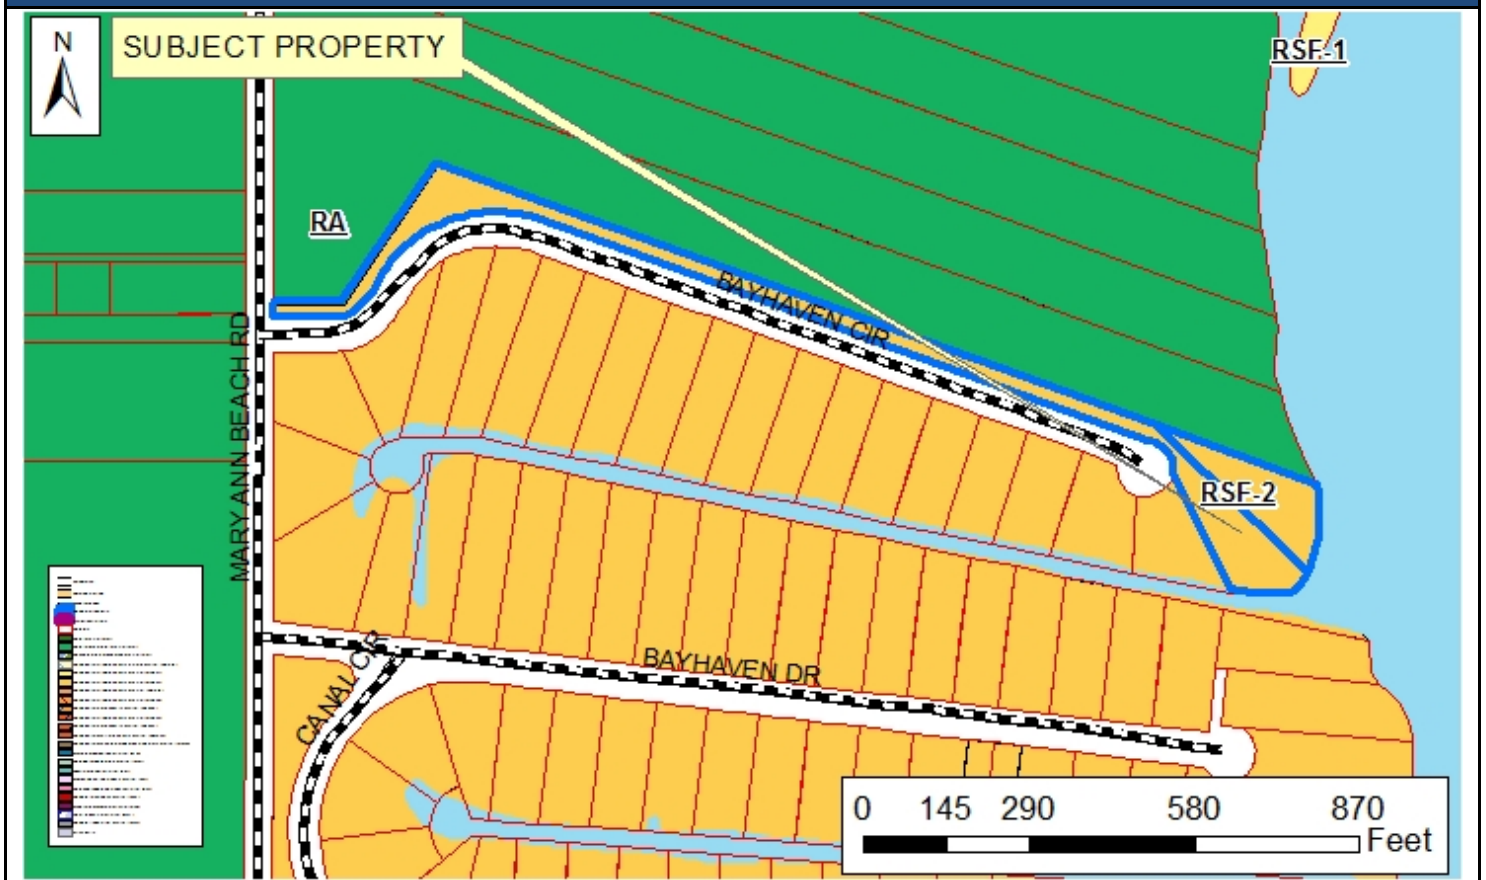 N
SUBJECT PROPERTY
RSF-1
RA
BAYHAVEN CIR
MARY ANN BEACH RD
RSF-2
BAYHAVEN DR
CANAL CIR
0 145 290 580 870
Feet